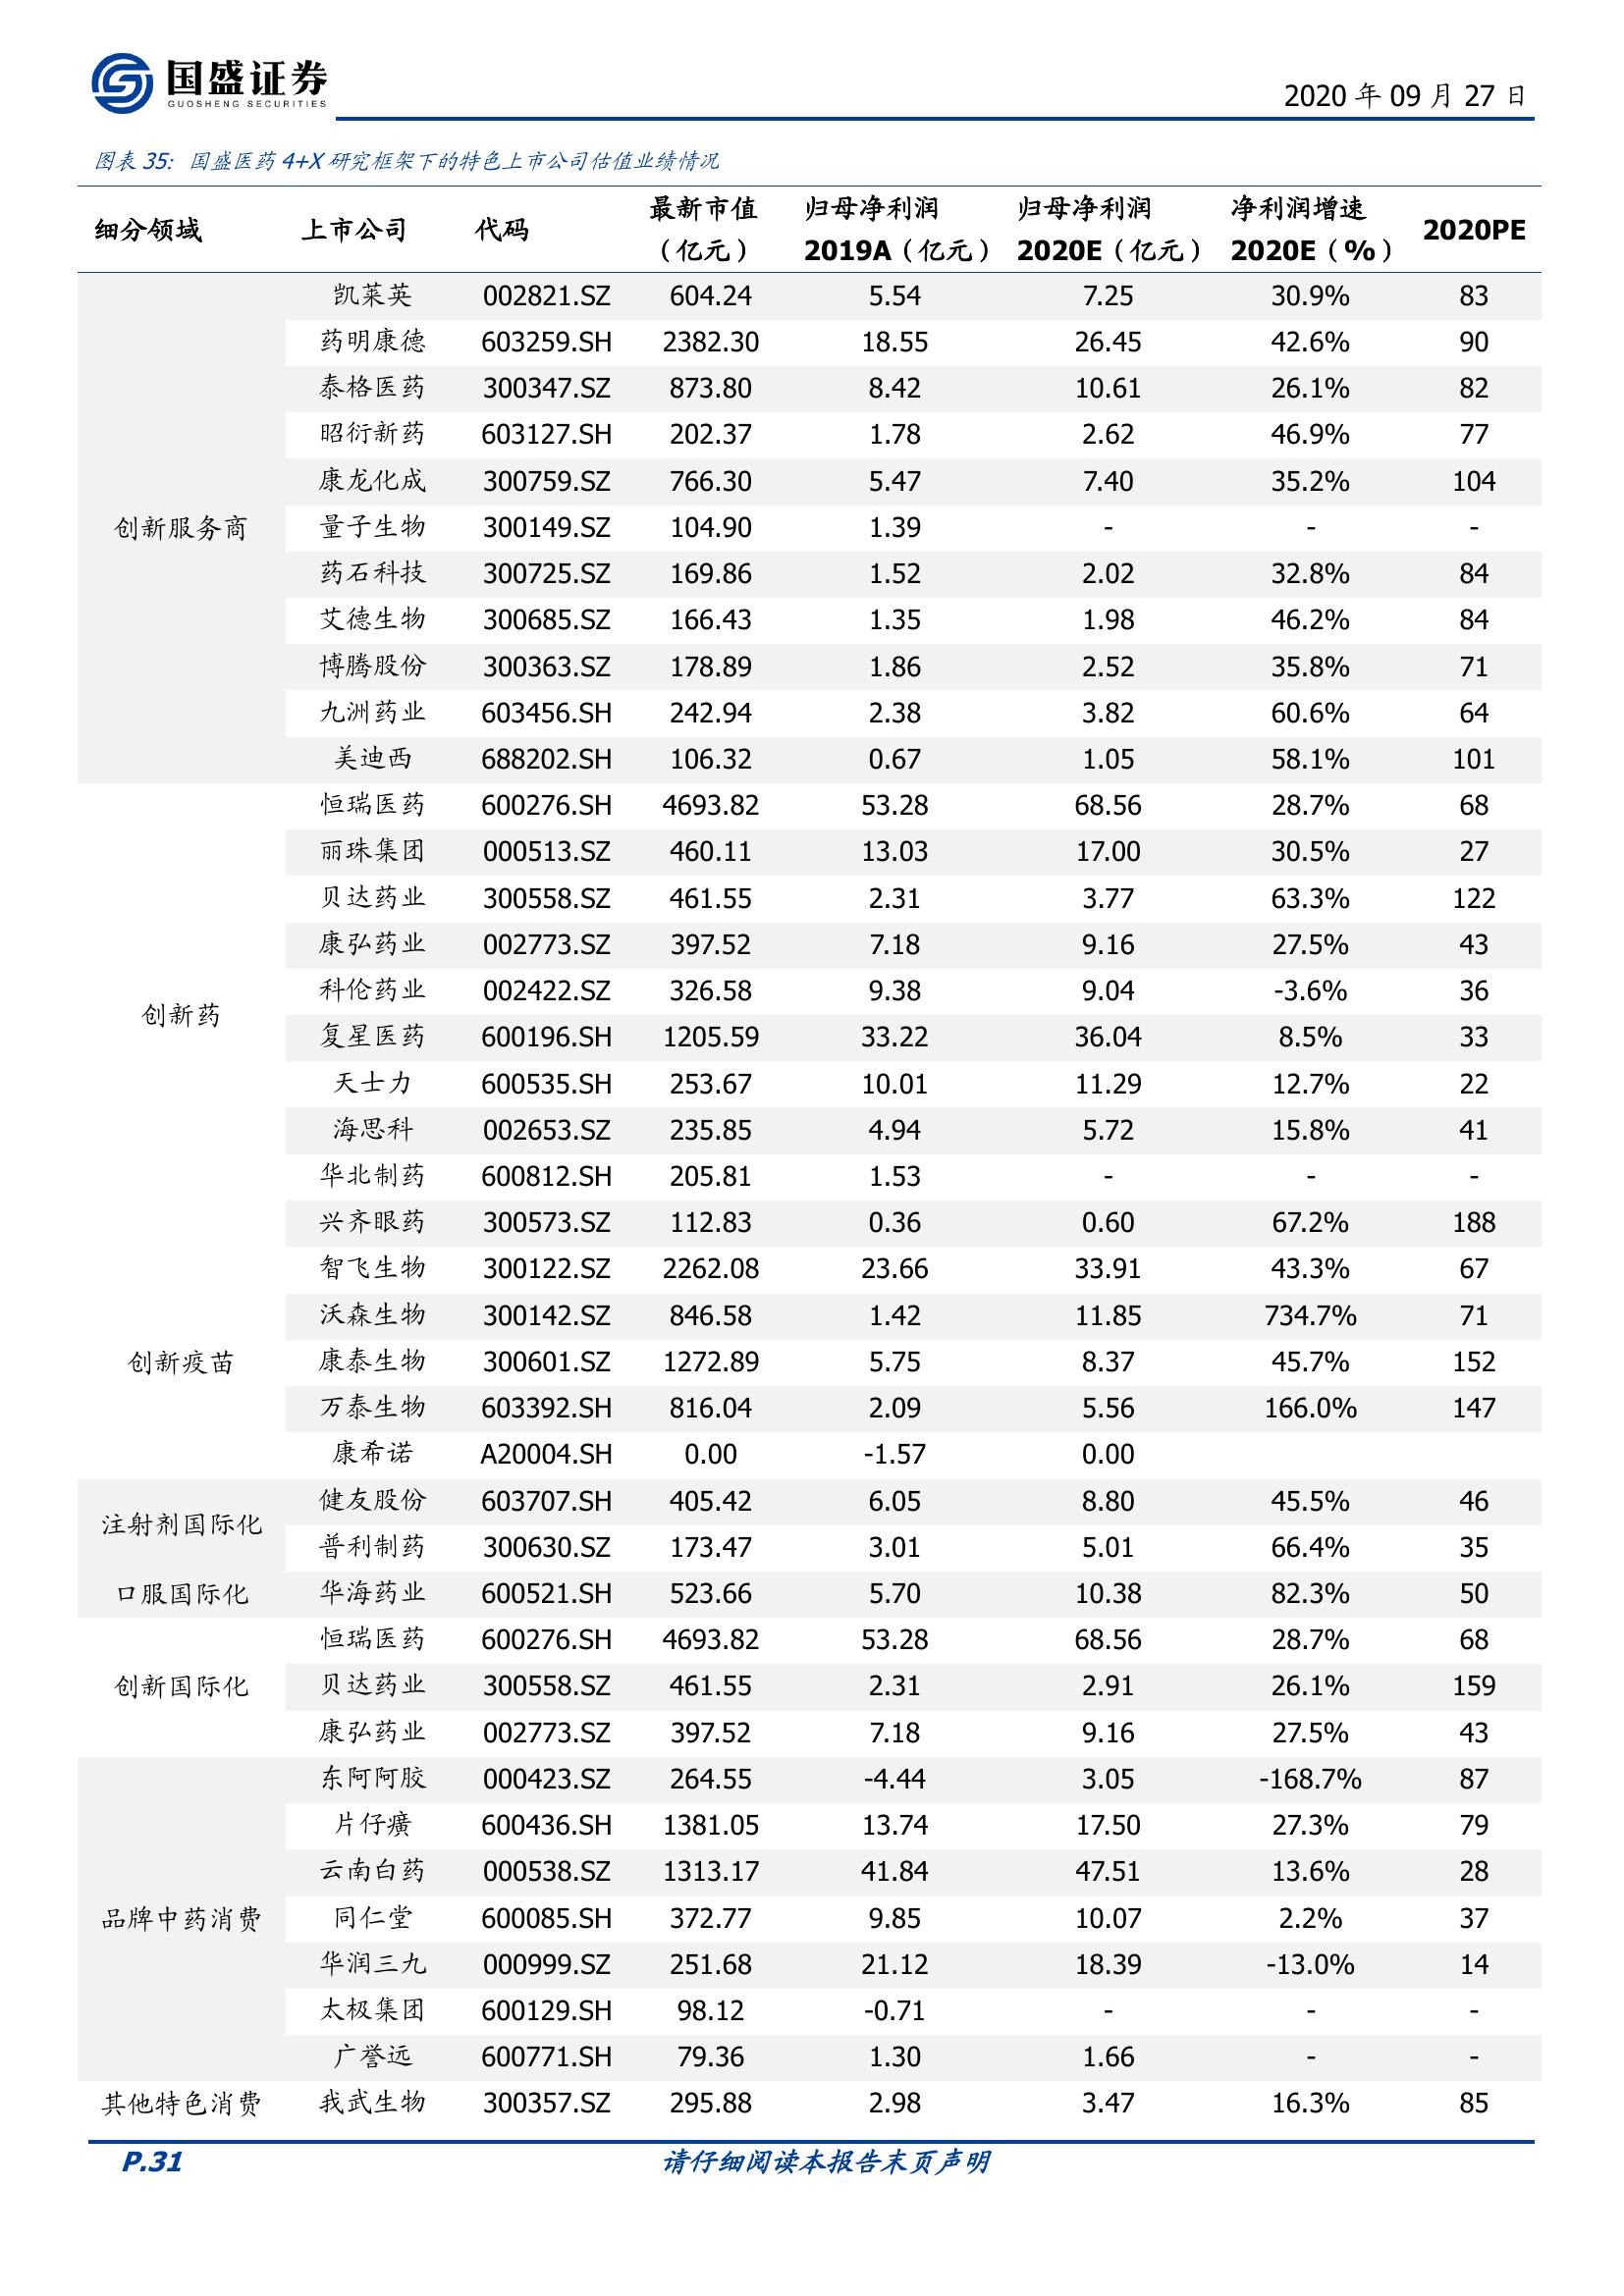 国盛证券
GUOSHENG SECURITIES
2020 年 09 月 27 日
图表 35: 国盛医药 4+X 研究框架下的特色上市公司估值业绩情况
细分领域 上市公司 代码 最新市值（亿元） 归母净利润 2019A（亿元） 归母净利润 2020E（亿元） 净利润增速 2020E（%） 2020PE
创新服务商
凯莱英 002821.SZ 604.24 5.54 7.25 30.9% 83
药明康德 603259.SH 2382.30 18.55 26.45 42.6% 90
泰格医药 300347.SZ 873.80 8.42 10.61 26.1% 82
昭衍新药 603127.SH 202.37 1.78 2.62 46.9% 77
康龙化成 300759.SZ 766.30 5.47 7.40 35.2% 104
量子生物 300149.SZ 104.90 1.39 - - -
药石科技 300725.SZ 169.86 1.52 2.02 32.8% 84
艾德生物 300685.SZ 166.43 1.35 1.98 46.2% 84
博腾股份 300363.SZ 178.89 1.86 2.52 35.8% 71
九洲药业 603456.SH 242.94 2.38 3.82 60.6% 64
美迪西 688202.SH 106.32 0.67 1.05 58.1% 101
创新药
恒瑞医药 600276.SH 4693.82 53.28 68.56 28.7% 68
丽珠集团 000513.SZ 460.11 13.03 17.00 30.5% 27
贝达药业 300558.SZ 461.55 2.31 3.77 63.3% 122
康弘药业 002773.SZ 397.52 7.18 9.16 27.5% 43
科伦药业 002422.SZ 326.58 9.38 9.04 -3.6% 36
复星医药 600196.SH 1205.59 33.22 36.04 8.5% 33
天士力 600535.SH 253.67 10.01 11.29 12.7% 22
海思科 002653.SZ 235.85 4.94 5.72 15.8% 41
华北制药 600812.SH 205.81 1.53 - - -
兴齐眼药 300573.SZ 112.83 0.36 0.60 67.2% 188
创新疫苗
智飞生物 300122.SZ 2262.08 23.66 33.91 43.3% 67
沃森生物 300142.SZ 846.58 1.42 11.85 734.7% 71
康泰生物 300601.SZ 1272.89 5.75 8.37 45.7% 152
万泰生物 603392.SH 816.04 2.09 5.56 166.0% 147
康希诺 A20004.SH 0.00 -1.57 0.00
注射剂国际化
健友股份 603707.SH 405.42 6.05 8.80 45.5% 46
普利制药 300630.SZ 173.47 3.01 5.01 66.4% 35
口服国际化 华海药业 600521.SH 523.66 5.70 10.38 82.3% 50
创新国际化
恒瑞医药 600276.SH 4693.82 53.28 68.56 28.7% 68
贝达药业 300558.SZ 461.55 2.31 2.91 26.1% 159
康弘药业 002773.SZ 397.52 7.18 9.16 27.5% 43
品牌中药消费
东阿阿胶 000423.SZ 264.55 -4.44 3.05 -168.7% 87
片仔癀 600436.SH 1381.05 13.74 17.50 27.3% 79
云南白药 000538.SZ 1313.17 41.84 47.51 13.6% 28
同仁堂 600085.SH 372.77 9.85 10.07 2.2% 37
华润三九 000999.SZ 251.68 21.12 18.39 -13.0% 14
太极集团 600129.SH 98.12 -0.71 - - -
广誉远 600771.SH 79.36 1.30 1.66 - -
其他特色消费 我武生物 300357.SZ 295.88 2.98 3.47 16.3% 85
P.31 请仔细阅读本报告末页声明